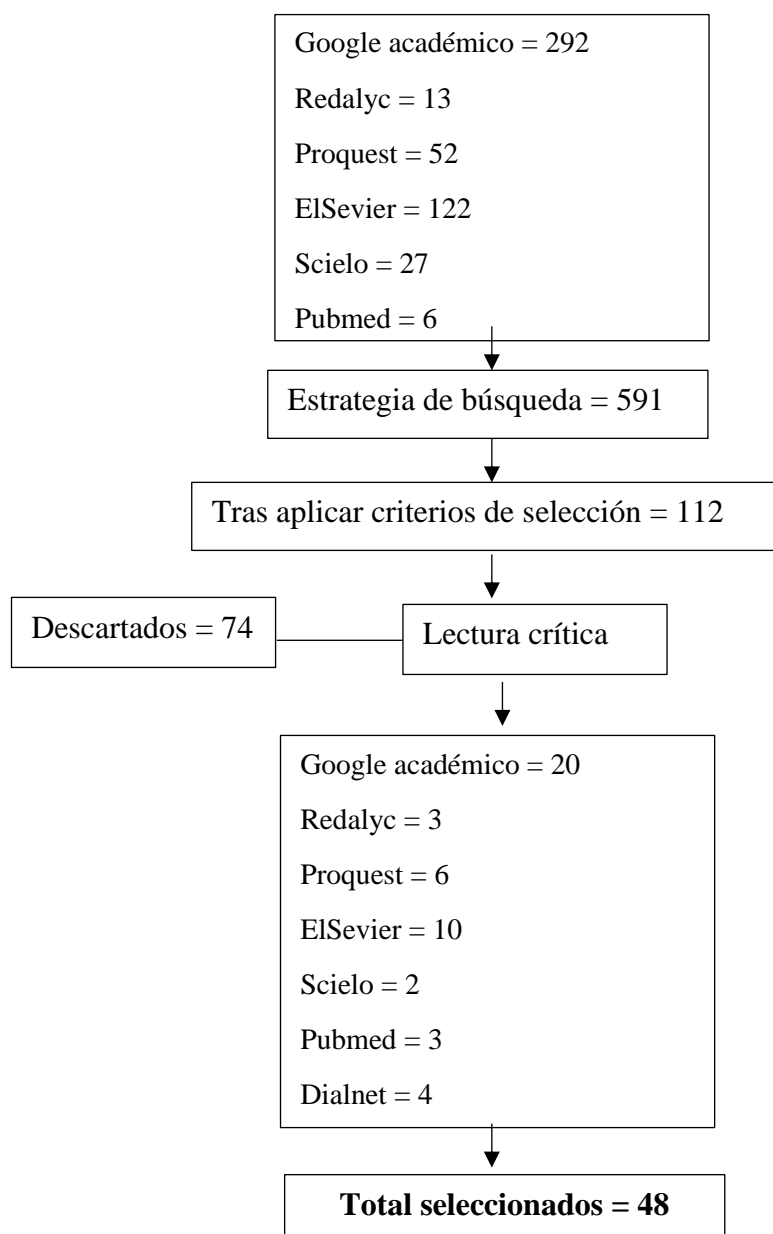 Google académico = 292
Redalyc = 13
Proquest = 52
ElSevier = 122
Scielo = 27
Pubmed = 6
Estrategia de búsqueda = 591
Tras aplicar criterios de selección = 112
Descartados = 74
Lectura crítica
Google académico = 20
Redalyc = 3
Proquest = 6
ElSevier = 10
Scielo = 2
Pubmed = 3
Dialnet = 4
Total seleccionados = 48